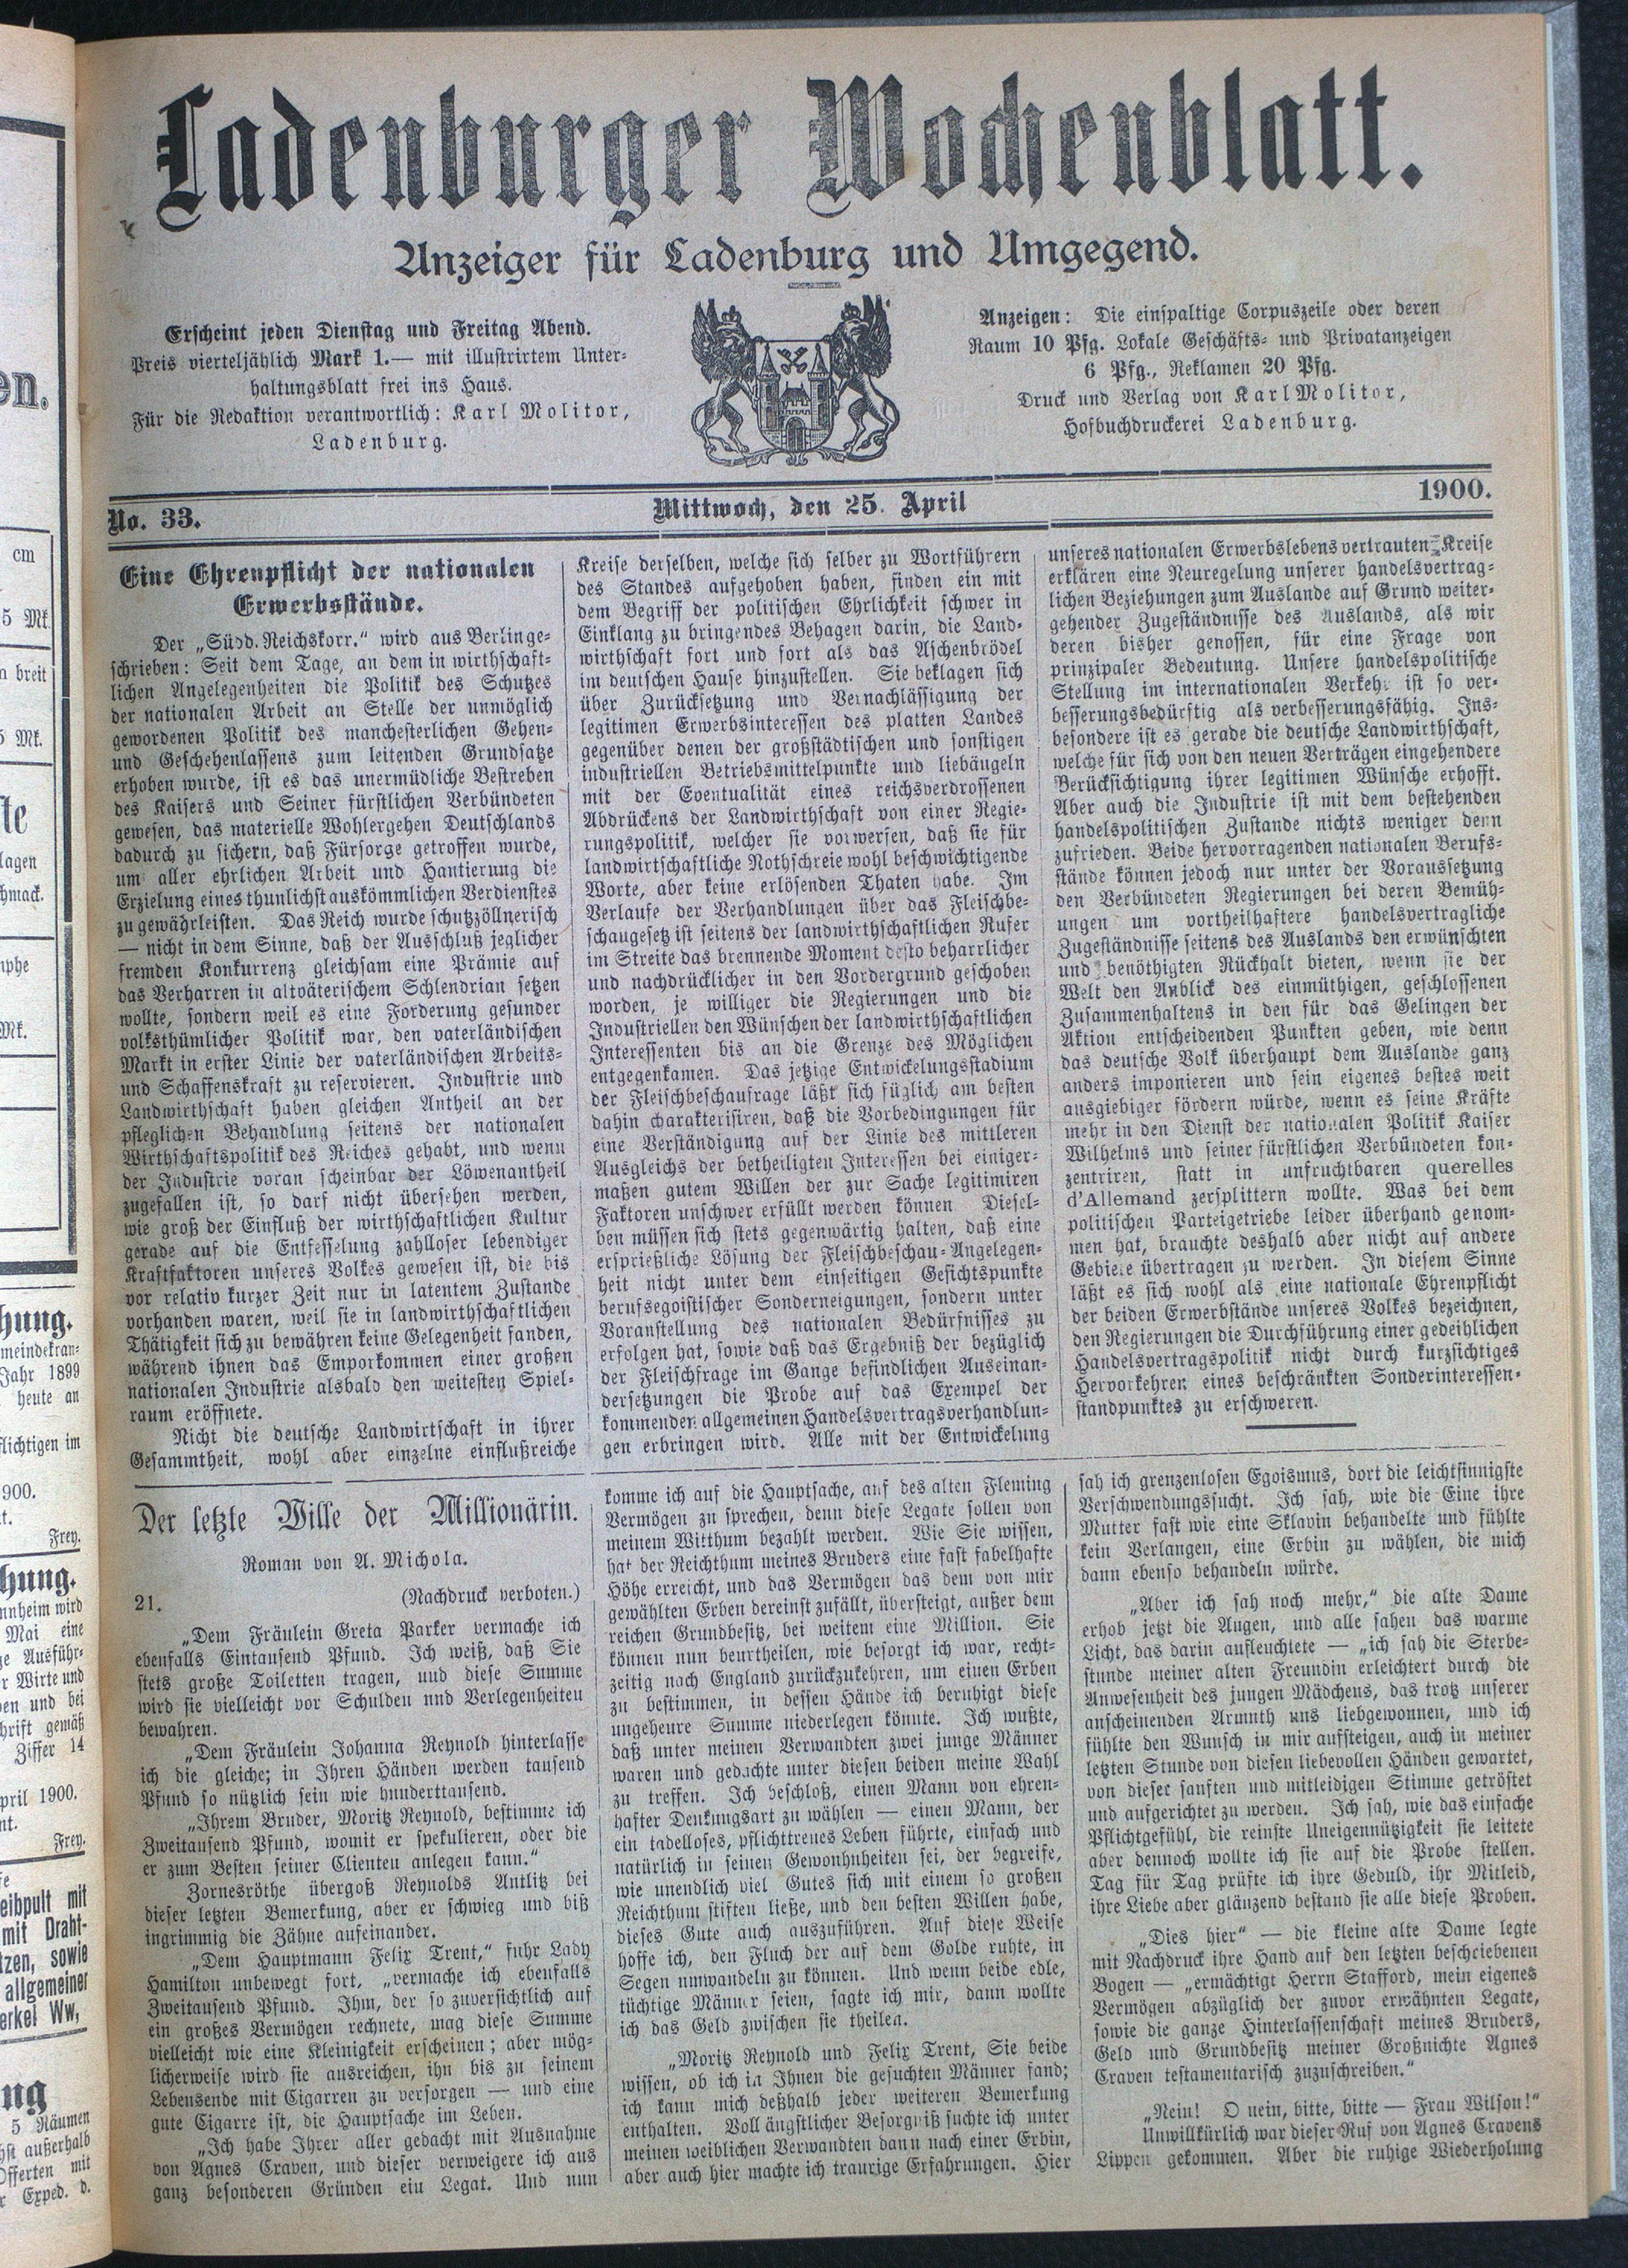 Ladenburger Wochenblatt.
Anzeiger für Ladenburg und Umgegend.
Erscheint jeden Dienstag und Freitag Abend.
Preis vierteljählich Mark 1.— mit illustrirtem Unter-
haltungsblatt frei ins Haus.
Für die Redaktion verantwortlich: Karl Molitor,
Ladenburg.
Anzeigen: Die einspaltige Corpuszeile oder deren
Raum 10 Pfg. Lokale Geschäfts- und Privatanzeigen
6 Pfg., Reklamen 20 Pfg.
Druck und Verlag von Karl Molitor,
Hofbuchdruckerei Ladenburg.
No. 33.
Mittwoch, den 25. April
1900.
Eine Ehrenpflicht der nationalen
Erwerbsstände.
Der „Südd. Reichskorr.“ wird aus Berlin ge-
schrieben: Seit dem Tage, an dem in wirthschaft-
lichen Angelegenheiten die Politik des Schutzes
der nationalen Arbeit an Stelle der unmöglich
gewordenen Politik des manchesterlichen Gehen-
und Geschehenlassens zum leitenden Grundsatze
erhoben wurde, ist es das unermüdliche Bestreben
des Kaisers und Seiner fürstlichen Verbündeten
gewesen, das materielle Wohlergehen Deutschlands
dadurch zu sichern, daß Fürsorge getroffen wurde,
um aller ehrlichen Arbeit und Hantierung die
Erzielung eines thunlichst auskömmlichen Verdienstes
zu gewährleisten. Das Reich wurde schutzzöllnerisch
— nicht in dem Sinne, daß der Ausschluß jeglicher
fremden Konkurrenz gleichsam eine Prämie auf
das Verharren in altväterischem Schlendrian setzen
wollte, sondern weil es eine Forderung gesunder
volksthümlicher Politik war, den vaterländischen
Markt in erster Linie der vaterländischen Arbeits-
und Schaffenskraft zu reservieren. Industrie und
Landwirthschaft haben gleichen Antheil an der
pfleglichen Behandlung seitens der nationalen
Wirthschaftspolitik des Reiches gehabt, und wenn
der Industrie voran scheinbar der Löwenantheil
zugefallen ist, so darf nicht übersehen werden,
wie groß der Einfluß der wirthschaftlichen Kultur
gerade auf die Entfesselung zahlloser lebendiger
Kraftfaktoren unseres Volkes gewesen ist, die bis
vor relativ kurzer Zeit nur in latentem Zustande
vorhanden waren, weil sie in landwirthschaftlichen
Thätigkeit sich zu bewähren keine Gelegenheit fanden,
während ihnen das Emporkommen einer großen
nationalen Industrie alsbald den weitesten Spiel-
raum eröffnete.
Nicht die deutsche Landwirtschaft in ihrer
Gesammtheit, wohl aber einzelne einflußreiche
Kreise derselben, welche sich selber zu Wortführern
des Standes aufgehoben haben, finden ein mit
dem Begriff der politischen Ehrlichkeit schwer in
Einklang zu bringendes Behagen darin, die Land-
wirthschaft fort und fort als das Aschenbrödel
im deutschen Hause hinzustellen. Sie beklagen sich
über Zurücksetzung und Vernachlässigung der
legitimen Erwerbsinteressen des platten Landes
gegenüber denen der großstädtischen und sonstigen
industriellen Betriebsmittelpunkte und liebäugeln
mit der Eventualität eines reichsverdrossenen
Abdrückens der Landwirthschaft von einer Regie-
rungspolitik, welcher sie vorwerfen, daß sie für
landwirtschaftliche Nothschreie wohl beschwichtigende
Worte, aber keine erlösenden Thaten habe. Im
Verlaufe der Verhandlungen über das Fleischbe-
schaugesetz ist seitens der landwirthschaftlichen Rufer
im Streite das brennende Moment desto beharrlicher
und nachdrücklicher in den Vordergrund geschoben
worden, je williger die Regierungen und die
Industriellen den Wünschen der landwirthschaftlichen
Interessenten bis an die Grenze des Möglichen
entgegenkamen. Das jetzige Entwickelungsstadium
der Fleischbeschaufrage läßt sich füglich am besten
dahin charakterisiren, daß die Vorbedingungen für
eine Verständigung auf der Linie des mittleren
Ausgleichs der betheiligten Interessen bei einiger-
maßen gutem Willen der zur Sache legitimiren
Faktoren unschwer erfüllt werden können Diesel-
ben müssen sich stets gegenwärtig halten, daß eine
ersprießliche Lösung der Fleischbeschau-Angelegen-
heit nicht unter dem einseitigen Gesichtspunkte
berufsegoistischer Sonderneigungen, sondern unter
Voranstellung des nationalen Bedürfnisses zu
erfolgen hat, sowie daß das Ergebniß der bezüglich
der Fleischfrage im Gange befindlichen Auseinan-
dersetzungen die Probe auf das Exempel der
kommenden allgemeinen Handelsvertragsverhandlun-
gen erbringen wird. Alle mit der Entwickelung
unseres nationalen Erwerbslebens vertrauten Kreise
erklären eine Neuregelung unserer handelsvertrag-
lichen Beziehungen zum Auslande auf Grund weiter-
gehender Zugeständnisse des Auslands, als wir
deren bisher genossen, für eine Frage von
prinzipaler Bedeutung. Unsere handelspolitische
Stellung im internationalen Verkehr ist so ver-
besserungsbedürftig als verbesserungsfähig. Ins-
besondere ist es gerade die deutsche Landwirthschaft,
welche für sich von den neuen Verträgen eingehendere
Berücksichtigung ihrer legitimen Wünsche erhofft.
Aber auch die Industrie ist mit dem bestehenden
handelspolitischen Zustande nichts weniger denn
zufrieden. Beide hervorragenden nationalen Berufs-
stände können jedoch nur unter der Voraussetzung
den Verbündeten Regierungen bei deren Bemüh-
ungen um vortheilhaftere handelsvertragliche
Zugeständnisse seitens des Auslands den erwünschten
und benöthigten Rückhalt bieten, wenn sie der
Welt den Anblick des einmüthigen, geschlossenen
Zusammenhaltens in den für das Gelingen der
Aktion entscheidenden Punkten geben, wie denn
das deutsche Volk überhaupt dem Auslande ganz
anders imponieren und sein eigenes bestes weit
ausgiebiger fördern würde, wenn es seine Kräfte
mehr in den Dienst der nationalen Politik Kaiser
Wilhelms und seiner fürstlichen Verbündeten kon-
zentriren, statt in unfruchtbaren querelles
d'Allemand zersplittern wollte. Was bei dem
politischen Parteigetriebe leider überhand genom-
men hat, brauchte deshalb aber nicht auf andere
Gebiete übertragen zu werden. In diesem Sinne
läßt es sich wohl als eine nationale Ehrenpflicht
der beiden Erwerbstände unseres Volkes bezeichnen,
den Regierungen die Durchführung einer gedeihlichen
Handelsvertragspolitik nicht durch kurzsichtiges
Hervorkehren eines beschränkten Sonderinteressen-
standpunktes zu erschweren.
Der letzte Wille der Millionärin.
Roman von A. Michola.
21.
(Nachdruck verboten.)
„Dem Fräulein Greta Parker vermache ich
ebenfalls Eintausend Pfund. Ich weiß, daß Sie
stets große Toiletten tragen, und diese Summe
wird sie vielleicht vor Schulden nnd Verlegenheiten
bewahren.
„Dem Fräulein Johanna Reynold hinterlasse
ich die gleiche; in Ihren Händen werden tausend
Pfund so nützlich sein wie hunderttausend.
„Ihrem Bruder, Moritz Reynold, bestimme ich
Zweitausend Pfund, womit er spekulieren, oder die
er zum Besten seiner Clienten anlegen kann.“
Zornesröthe übergoß Reynolds Antlitz bei
dieser letzten Bemerkung, aber er schwieg und biß
ingrimmig die Zähne aufeinander.
„Dem Hauptmann Felix Trent,“ fuhr Lady
Hamilton unbewegt fort, „vermache ich ebenfalls
Zweitausend Pfund. Ihm, der so zuversichtlich auf
ein großes Vermögen rechnete, mag diese Summe
vielleicht wie eine Kleinigkeit erscheinen; aber mög-
licherweise wird sie ausreichen, ihn bis zu seinem
Lebensende mit Cigarren zu versorgen — und eine
gute Cigarre ist, die Hauptsache im Leben.
„Ich habe Ihrer aller gedacht mit Ausnahme
von Agnes Craven, und dieser verweigere ich aus
ganz besonderen Gründen ein Legat. Und nun
komme ich auf die Hauptsache, auf des alten Fleming
Vermögen zu sprechen, denn diese Legate sollen von
meinem Witthum bezahlt werden. Wie Sie wissen,
hat der Reichthum meines Bruders eine fast fabelhafte
Höhe erreicht, und das Vermögen das dem von mir
gewählten Erben dereinst zufällt, übersteigt, außer dem
reichen Grundbesitz, bei weitem eine Million. Sie
können nun beurtheilen, wie besorgt ich war, recht-
zeitig nach England zurückzukehren, um einen Erben
zu bestimmen, in dessen Hände ich beruhigt diese
ungeheure Summe niederlegen könnte. Ich wußte,
daß unter meinen Verwandten zwei junge Männer
waren und gedachte unter diesen beiden meine Wahl
zu treffen. Ich beschloß, einen Mann von ehren-
hafter Denkungsart zu wählen — einen Mann, der
ein tadelloses, pflichttreues Leben führte, einfach und
natürlich in seinen Gewonhnheiten sei, der begreife,
wie unendlich viel Gutes sich mit einem so großen
Reichthum stiften ließe, und den besten Willen habe,
dieses Gute auch auszuführen. Auf diese Weise
hoffe ich, den Fluch der auf dem Golde ruhte, in
Segen umwandeln zu können. Und wenn beide edle,
tüchtige Männer seien, sagte ich mir, dann wollte
ich das Geld zwischen sie theilen.
„Moritz Reynold und Felix Trent, Sie beide
wissen, ob ich in Ihnen die gesuchten Männer fand;
ich kann mich deßhalb jeder weiteren Bemerkung
enthalten. Voll ängstlicher Besorgniß suchte ich unter
meinen weiblichen Verwandten dann nach einer Erbin,
aber auch hier machte ich traurige Erfahrungen. Hier
sah ich grenzenlosen Egoismus, dort die leichtsinnigste
Verschwendungssucht. Ich sah, wie die Eine ihre
Mutter fast wie eine Sklavin behandelte und fühlte
kein Verlangen, eine Erbin zu wählen, die mich
dann ebenso behandeln würde.
„Aber ich sah noch mehr,“ die alte Dame
erhob jetzt die Augen, und alle sahen das warme
Licht, das darin aufleuchtete — „ich sah die Sterbe-
stunde meiner alten Freundin erleichtert durch die
Anwesenheit des jungen Mädchens, das trotz unserer
anscheinenden Armuth uns liebgewonnen, und ich
fühlte den Wunsch in mir aufsteigen, auch in meiner
letzten Stunde von diesen liebevollen Händen gewartet,
von dieser sanften und mitleidigen Stimme getröstet
und aufgerichtet zu werden. Ich sah, wie das einfache
Pflichtgefühl, die reinste Uneigennützigkeit sie leitete
aber dennoch wollte ich sie auf die Probe stellen.
Tag für Tag prüfte ich ihre Geduld, ihr Mitleid,
ihre Liebe aber glänzend bestand sie alle diese Proben.
„Dies hier“ — die kleine alte Dame legte
mit Nachdruck ihre Hand auf den letzten beschriebenen
Bogen — „ermächtigt Herrn Stafford, mein eigenes
Vermögen abzüglich der zuvor erwähnten Legate,
sowie die ganze Hinterlassenschaft meines Bruders,
Geld und Grundbesitz meiner Großnichte Agnes
Craven testamentarisch zuzuschreiben.“
„Nein! O nein, bitte, bitte — Frau Wilson!“
Unwillkürlich war dieser Ruf von Agnes Cravens
Lippen gekommen. Aber die ruhige Wiederholung
en.
cm
5 Mk.
breit
5 Mk.
lagen
hmack.
Mk.
hung.
meindekran-
Jahr 1899
heute an
flichtigen im
900.
Frey.
hung.
nnheim wird
Mai eine
Ausführ-
Wirte und
en und bei
hrift gemäß
Ziffer 14
pril 1900.
nt.
Frey.
eibpult mit
mit Draht-
tzen, sowie
allgemeiner
erkel Ww,
ng
5 Räumen
hst außerhalb
Offerten mit
Exped. d.